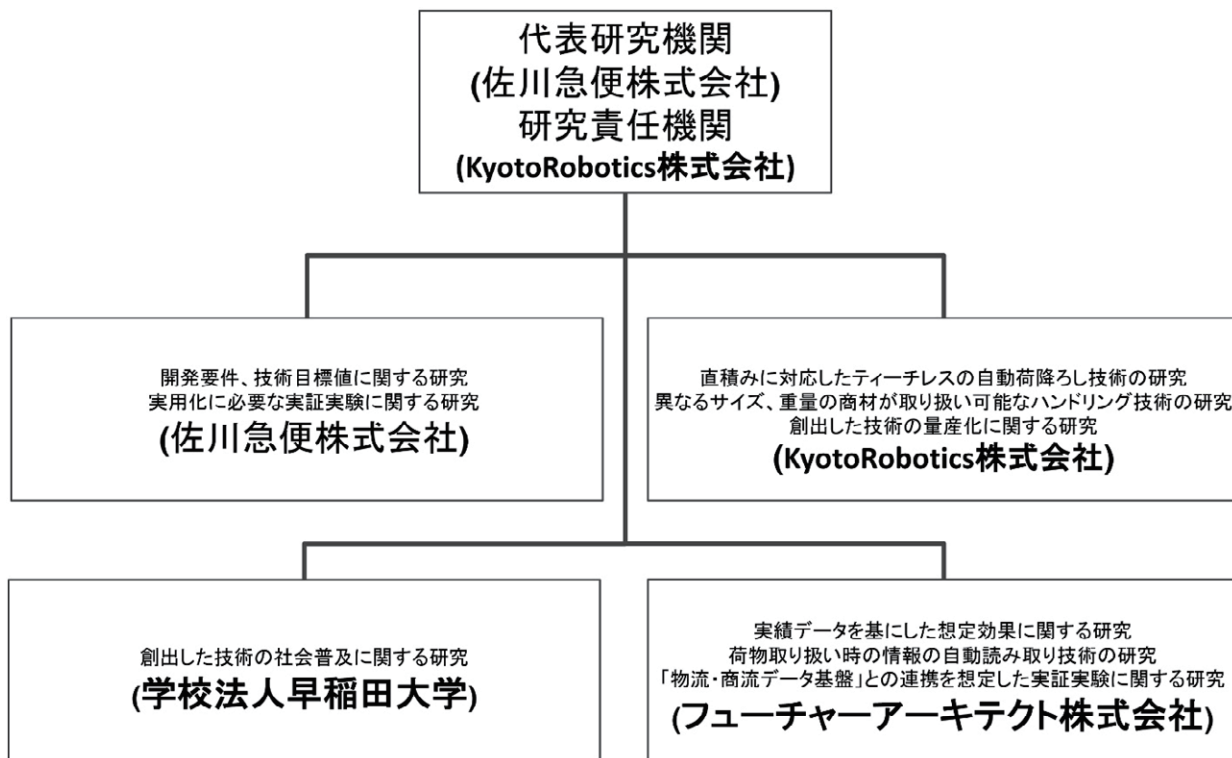 代表研究機関
(佐川急便株式会社)
研究責任機関
(KyotoRobotics株式会社)
開発要件、技術目標値に関する研究
実用化に必要な実証実験に関する研究
(佐川急便株式会社)
直積みに対応したティーチレスの自動荷降ろし技術の研究
異なるサイズ、重量の商材が取り扱い可能なハンドリング技術の研究
創出した技術の量産化に関する研究
(KyotoRobotics株式会社)
創出した技術の社会普及に関する研究
(学校法人早稲田大学)
実績データを基にした想定効果に関する研究
荷物取り扱い時の情報の自動読み取り技術の研究
「物流・商流データ基盤」との連携を想定した実証実験に関する研究
(フューチャーアーキテクト株式会社)